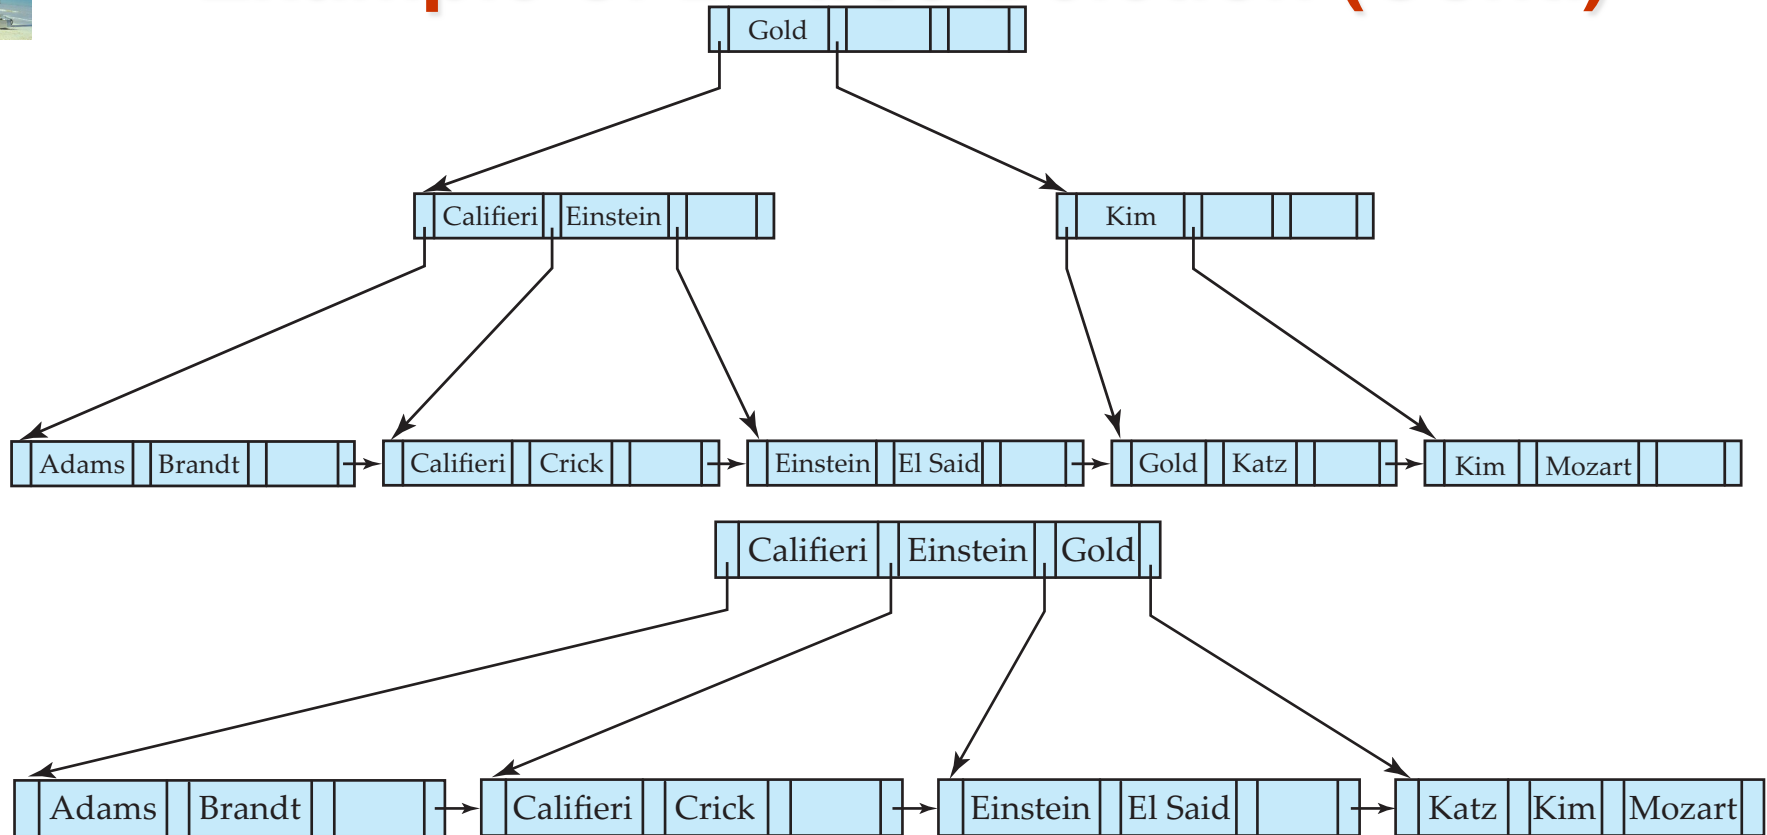 Gold
Califieri Einstein
Kim
Adams Brandt
Califieri Crick
Einstein El Said
Gold Katz
Kim Mozart
Califieri Einstein Gold
Adams Brandt
Califieri Crick
Einstein El Said
Katz Kim Mozart